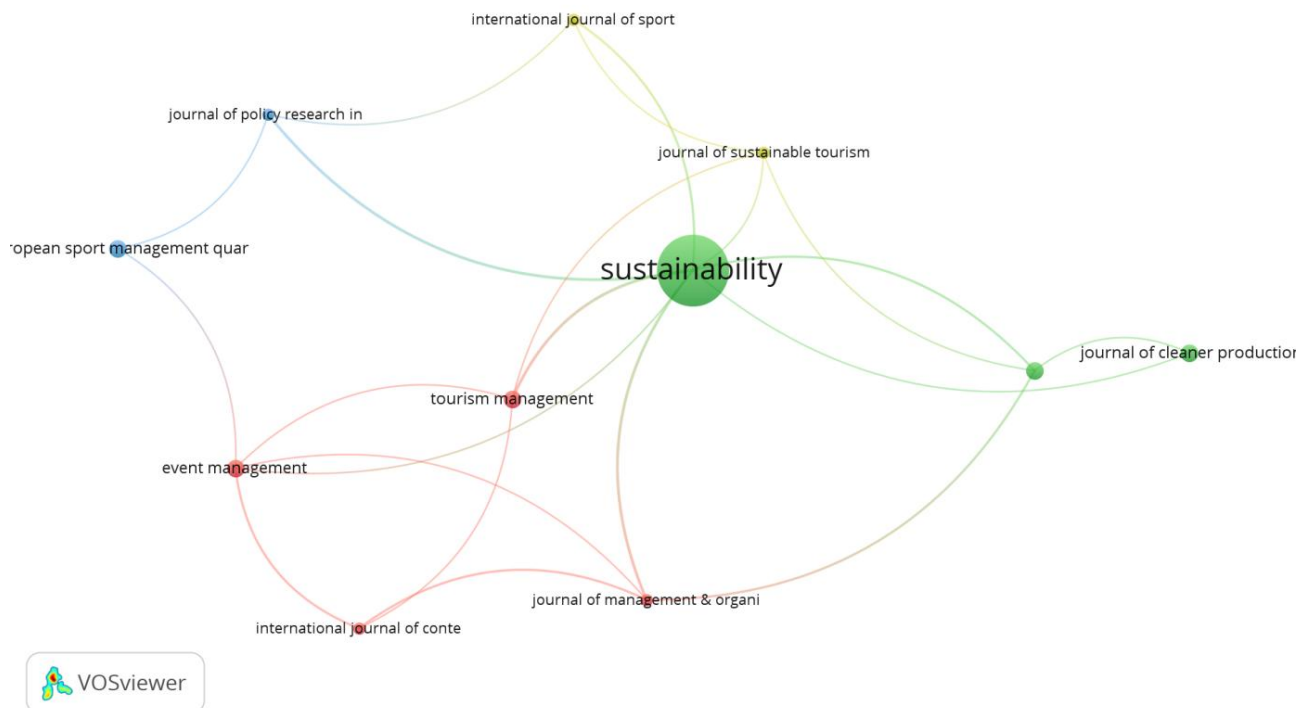 international journal of sport
journal of policy research in
journal of sustainable tourism
ropean sport management quar
sustainability
journal of cleaner production
tourism management
event management
journal of management & organi
international journal of conte
VOSviewer